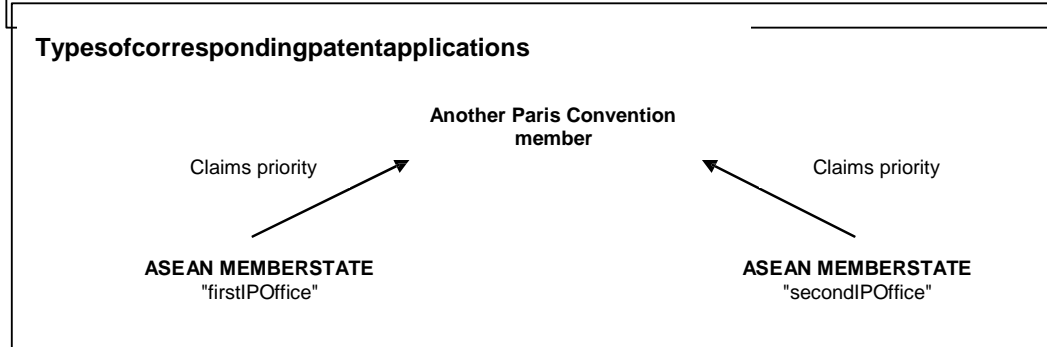 Typesofcorrespondingpatentapplications
Another Paris Convention
member
Claims priority
Claims priority
ASEAN MEMBERSTATE
"firstIPOffice"
ASEAN MEMBERSTATE
"secondIPOffice"